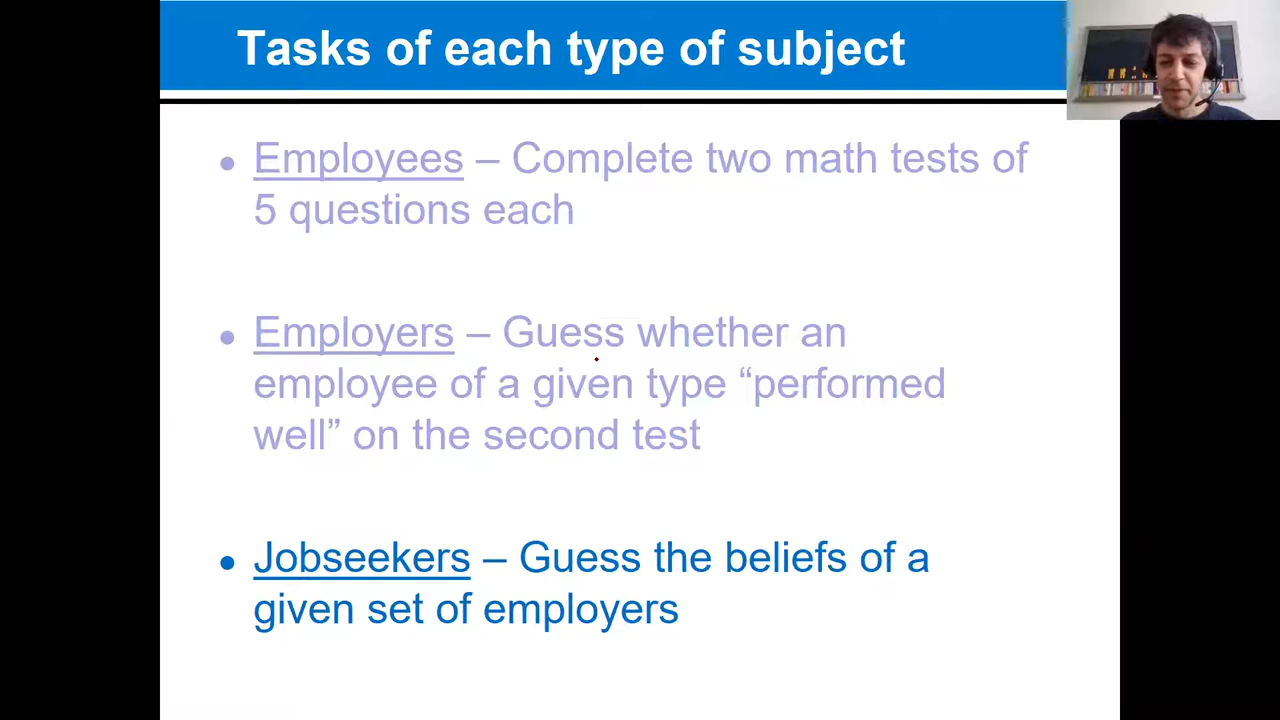 Tasks of each type of subject
• Employees – Complete two math tests of
5 questions each
• Employers – Guess whether an
employee of a given type “performed
well” on the second test
• Jobseekers – Guess the beliefs of a
given set of employers